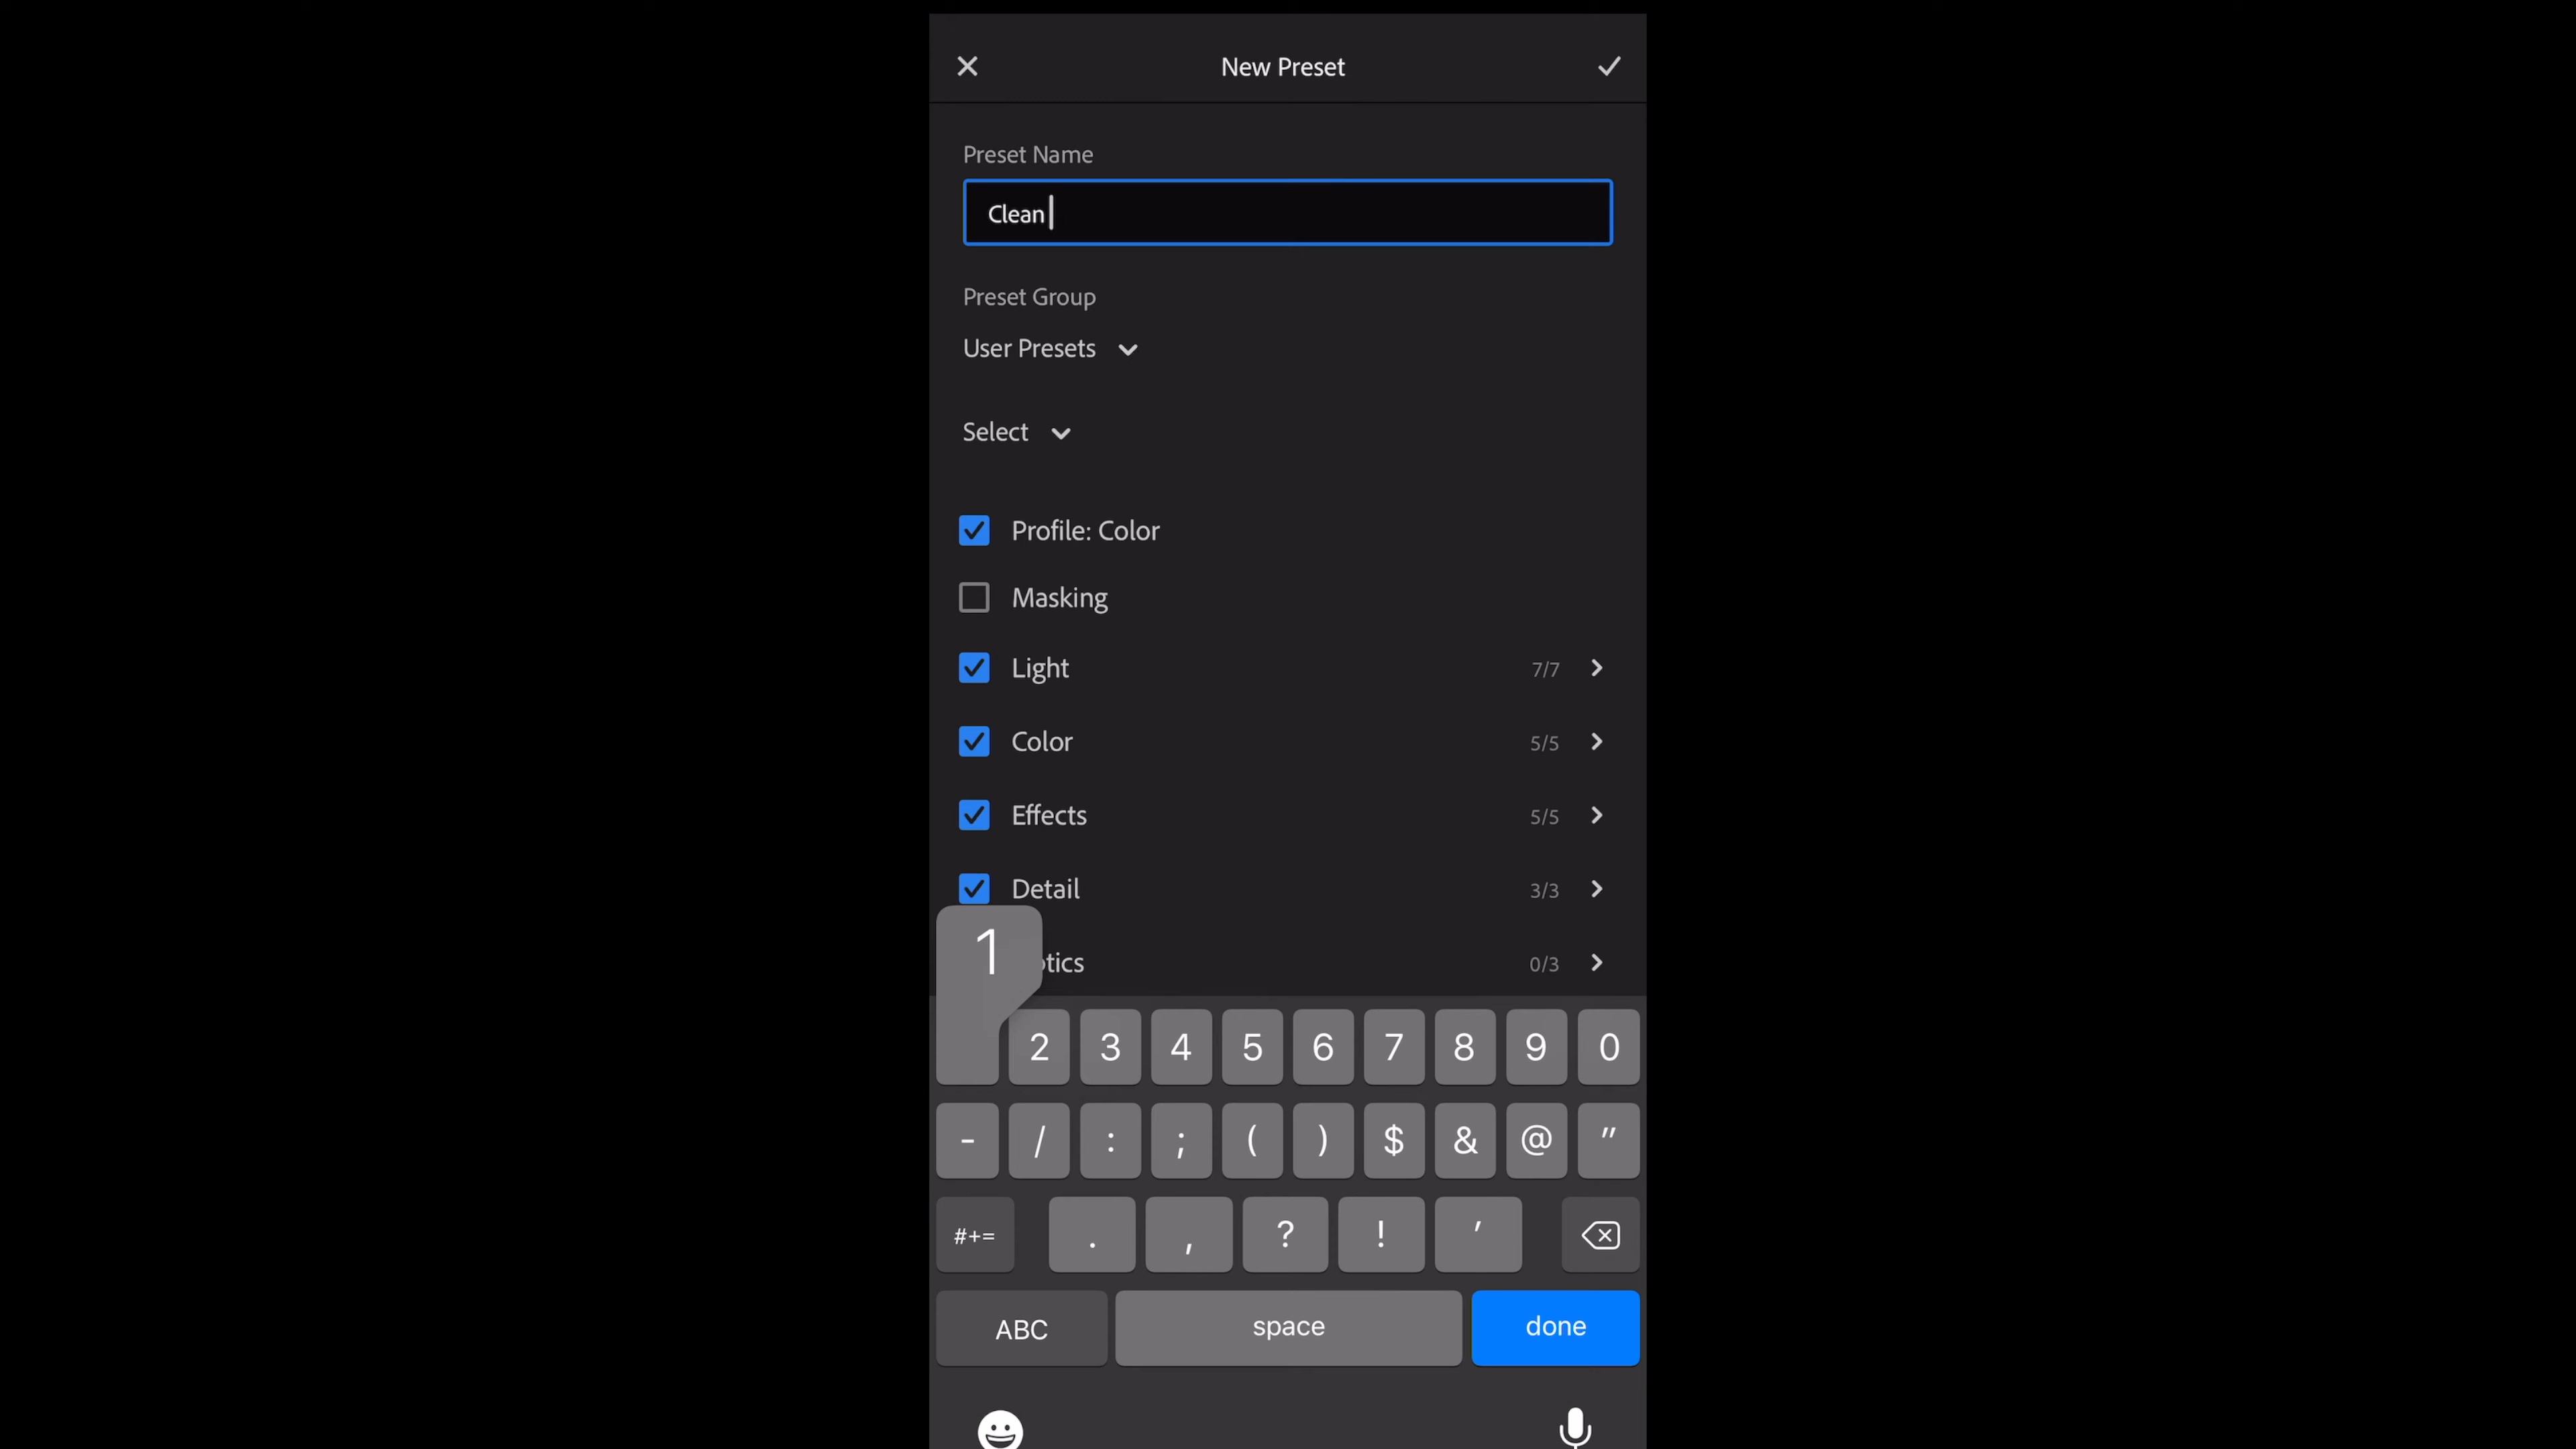 New Preset
Preset Name
Clean
Preset Group
User Presets
Select
Profile: Color
Masking
Light 7/7
Color 5/5
Effects 5/5
Detail 3/3
1
tics 0/3
2 3 4 5 6 7 8 9 0
- / : ; ( ) $ & @ "
#+= . , ? ! '
ABC space done